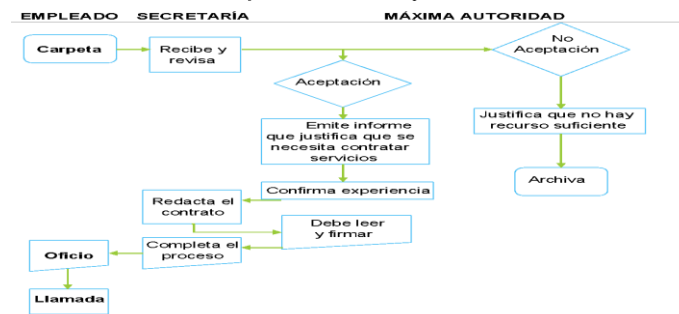 EMPLEADO SECRETARÍA MÁXIMA AUTORIDAD
Carpeta
Recibe y
revisa
No
Aceptación
Aceptación
Emite informe
que justifica que se
necesita contratar
servicios
Justifica que no hay
recurso suficiente
Confirma experiencia
Archiva
Redacta el
contrato
Debe leer
y firmar
Completa el
proceso
Oficio
Llamada